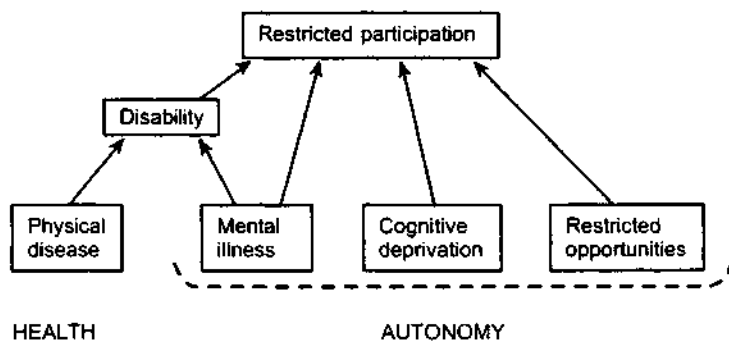 Restricted participation
Disability
Physical
disease
Mental
illness
Cognitive
deprivation
Restricted
opportunities
HEALTH
AUTONOMY